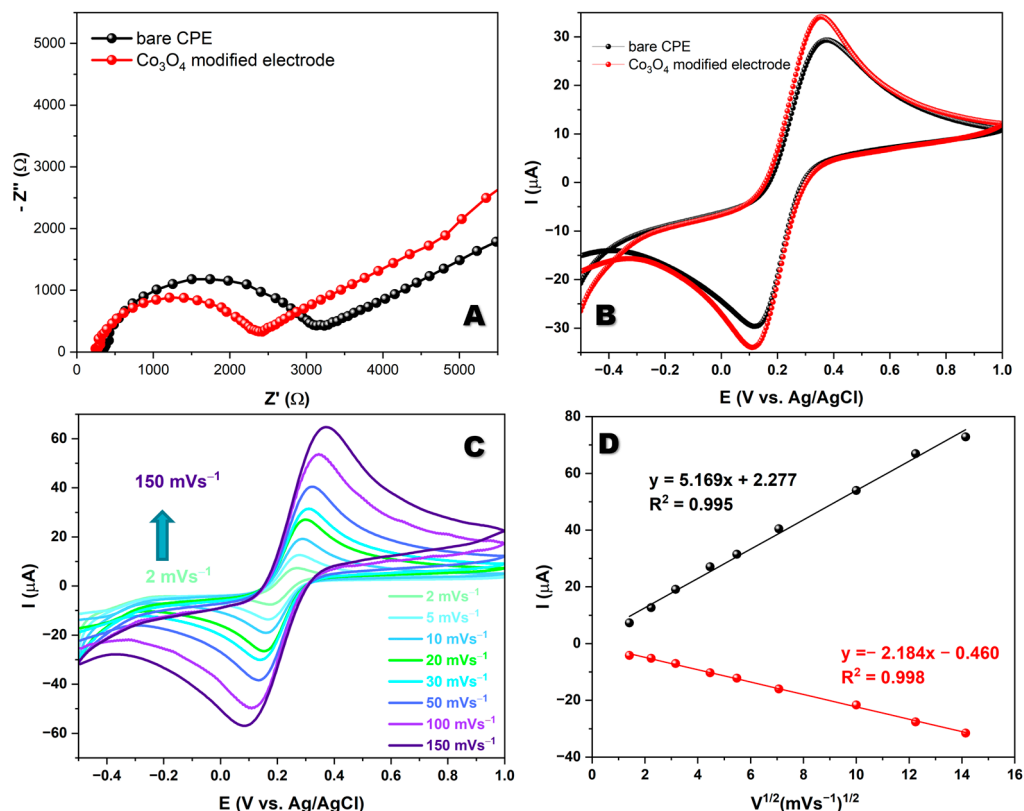 bare CPE
Co₃O₄ modified electrode
A
- Z'' (Ω)
5000
4000
3000
2000
1000
0
0 1000 2000 3000 4000 5000
Z' (Ω)
bare CPE
Co₃O₄ modified electrode
B
I (μA)
30
20
10
0
−10
−20
−30
−0.4 −0.2 0.0 0.2 0.4 0.6 0.8 1.0
E (V vs. Ag/AgCl)
C
150 mVs⁻¹
2 mVs⁻¹
I (μA)
60
40
20
0
−20
−40
−60
2 mVs⁻¹
5 mVs⁻¹
10 mVs⁻¹
20 mVs⁻¹
30 mVs⁻¹
50 mVs⁻¹
100 mVs⁻¹
150 mVs⁻¹
−0.4 −0.2 0.0 0.2 0.4 0.6 0.8 1.0
E (V vs. Ag/AgCl)
D
y = 5.169x + 2.277
R² = 0.995
y =− 2.184x − 0.460
R² = 0.998
I (μA)
80
60
40
20
0
−20
−40
0 2 4 6 8 10 12 14 16
V¹ᐟ²(mVs⁻¹)¹ᐟ²